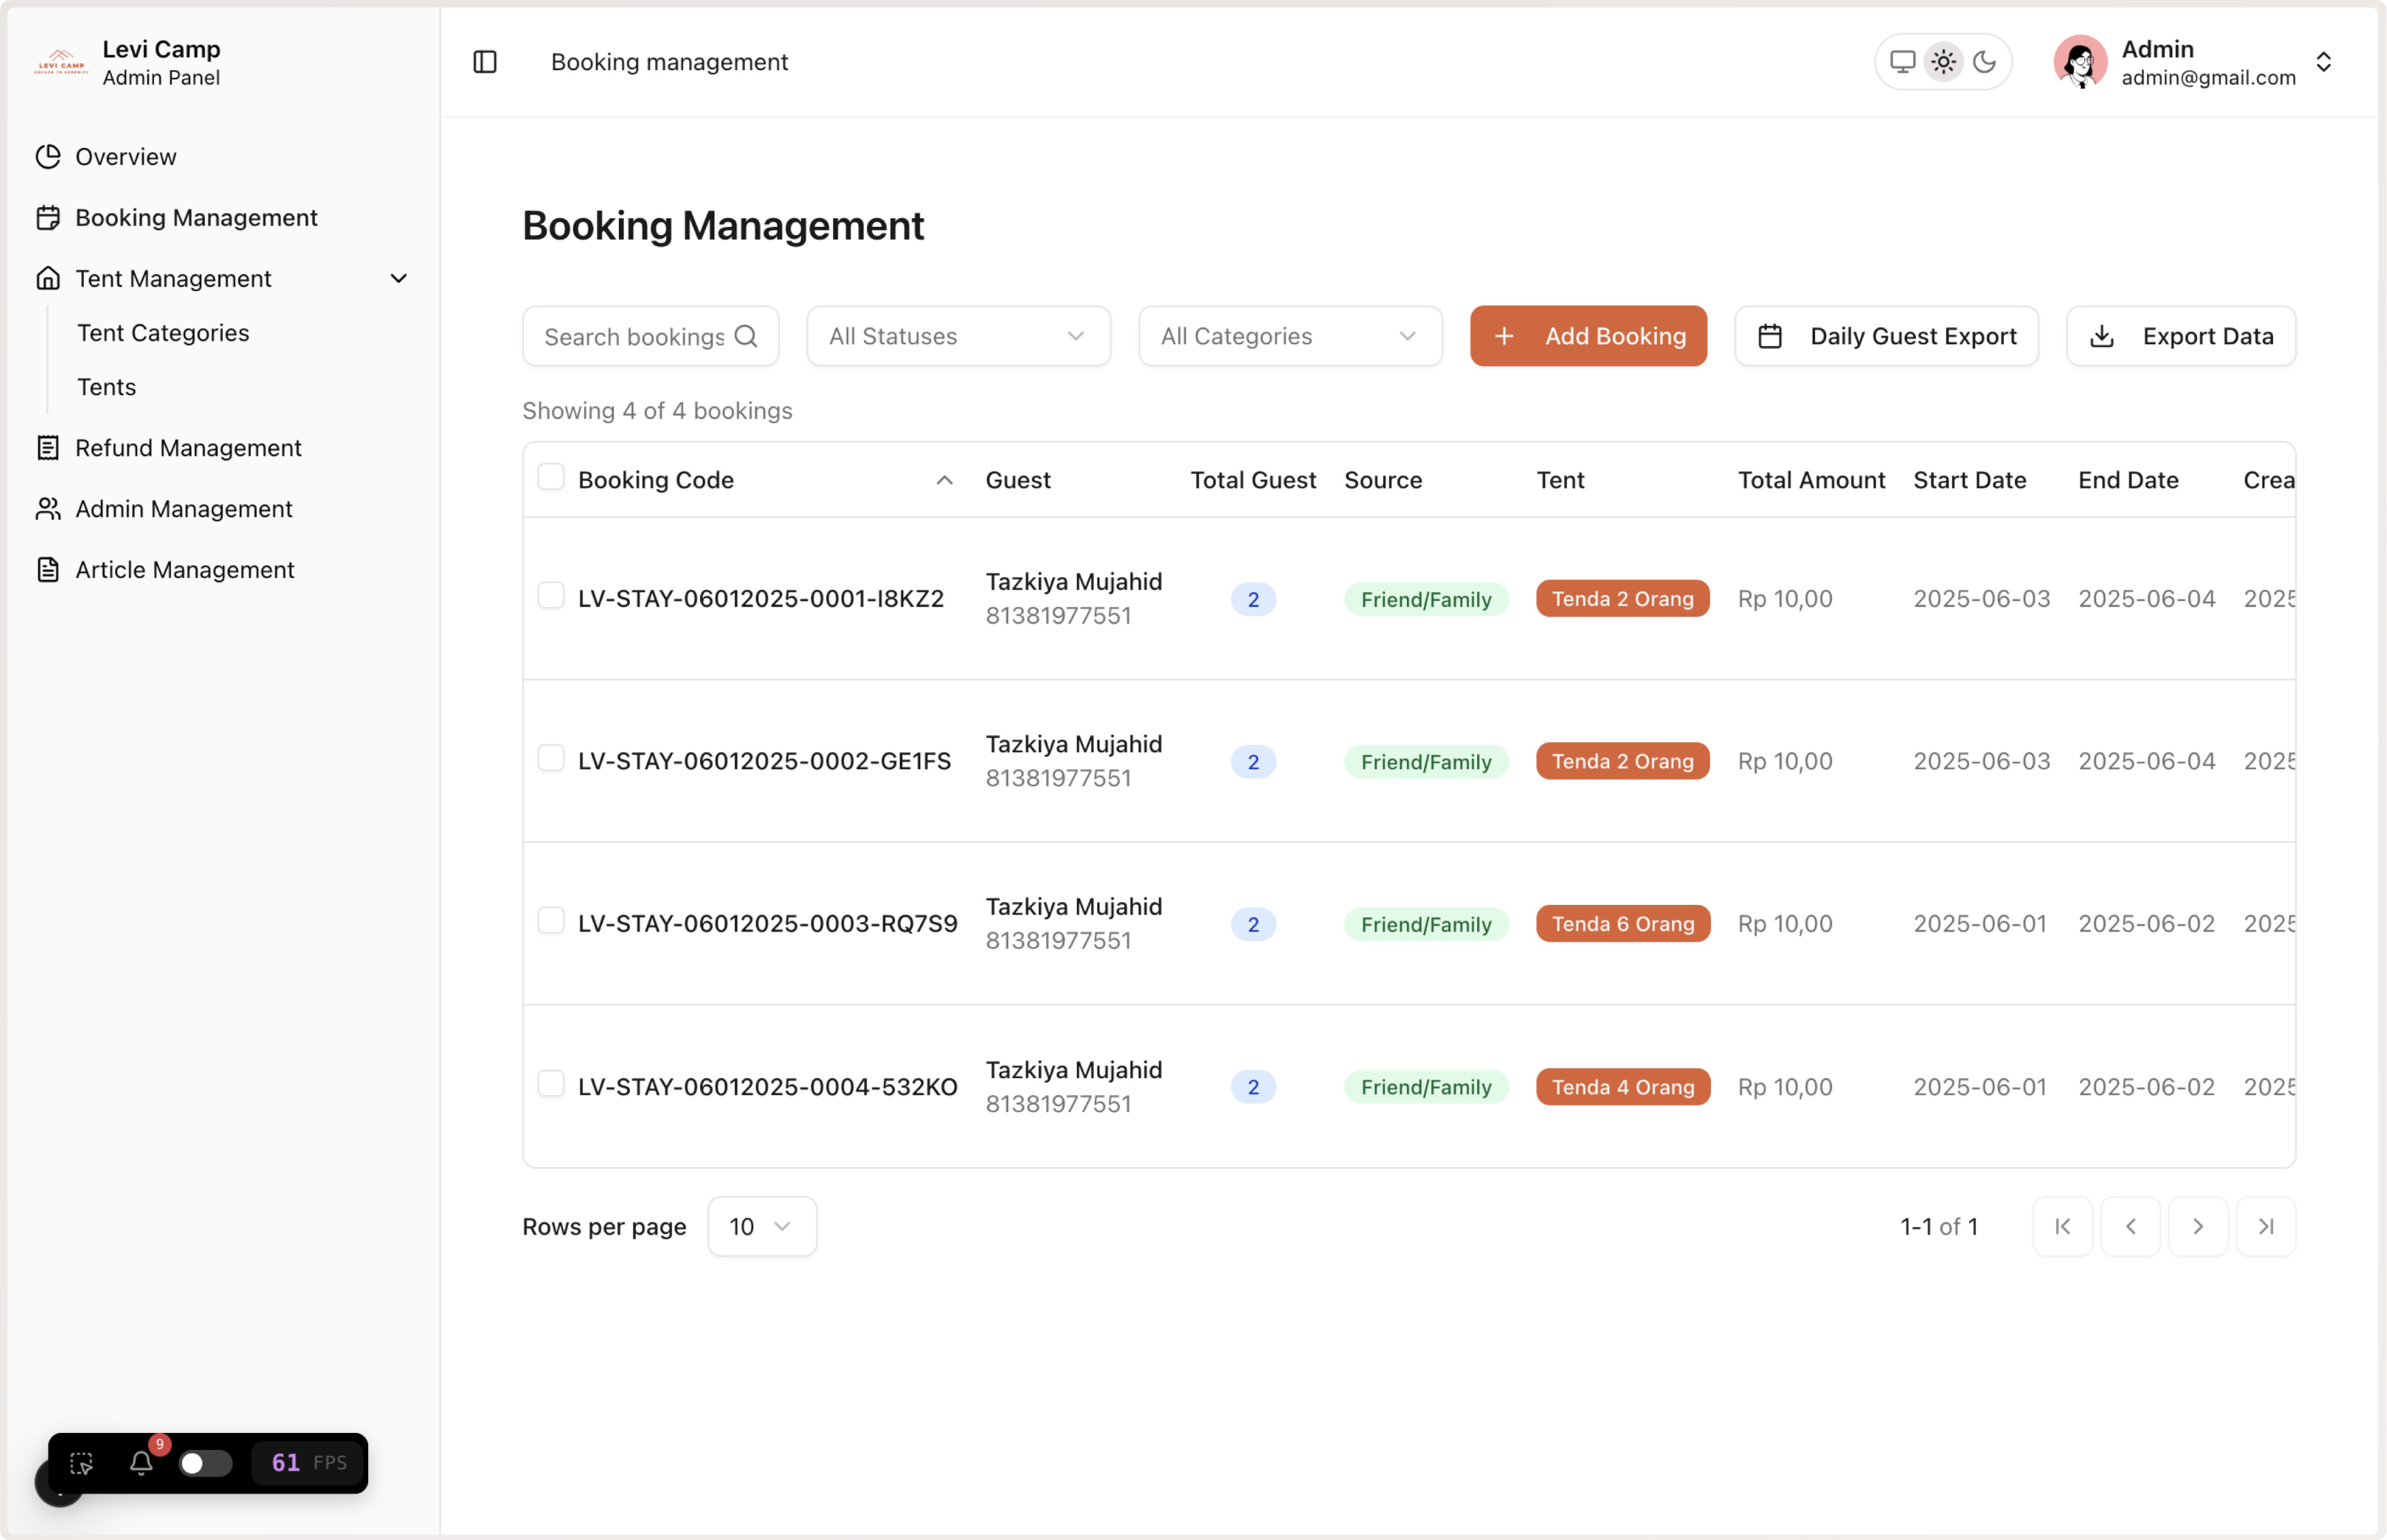 LEVI CAMP
ESCAPE TO SERENITY
Levi Camp
Admin Panel
Overview
Booking Management
Tent Management
Tent Categories
Tents
Refund Management
Admin Management
Article Management
9
61 FPS
Booking management
Admin
admin@gmail.com
Booking Management
Search bookings
All Statuses
All Categories
Add Booking
Daily Guest Export
Export Data
Showing 4 of 4 bookings
Booking Code Guest Total Guest Source Tent Total Amount Start Date End Date Crea
LV-STAY-06012025-0001-I8KZ2 Tazkiya Mujahid 2 Friend/Family Tenda 2 Orang Rp 10,00 2025-06-03 2025-06-04 2025
81381977551
LV-STAY-06012025-0002-GE1FS Tazkiya Mujahid 2 Friend/Family Tenda 2 Orang Rp 10,00 2025-06-03 2025-06-04 2025
81381977551
LV-STAY-06012025-0003-RQ7S9 Tazkiya Mujahid 2 Friend/Family Tenda 6 Orang Rp 10,00 2025-06-01 2025-06-02 2025
81381977551
LV-STAY-06012025-0004-532KO Tazkiya Mujahid 2 Friend/Family Tenda 4 Orang Rp 10,00 2025-06-01 2025-06-02 2025
81381977551
Rows per page 10
1-1 of 1